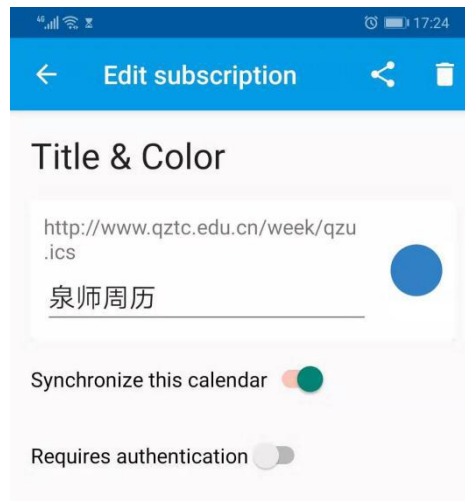 46 17:24
Edit subscription
Title & Color
http://www.qztc.edu.cn/week/qzu
.ics
泉师周历
Synchronize this calendar
Requires authentication